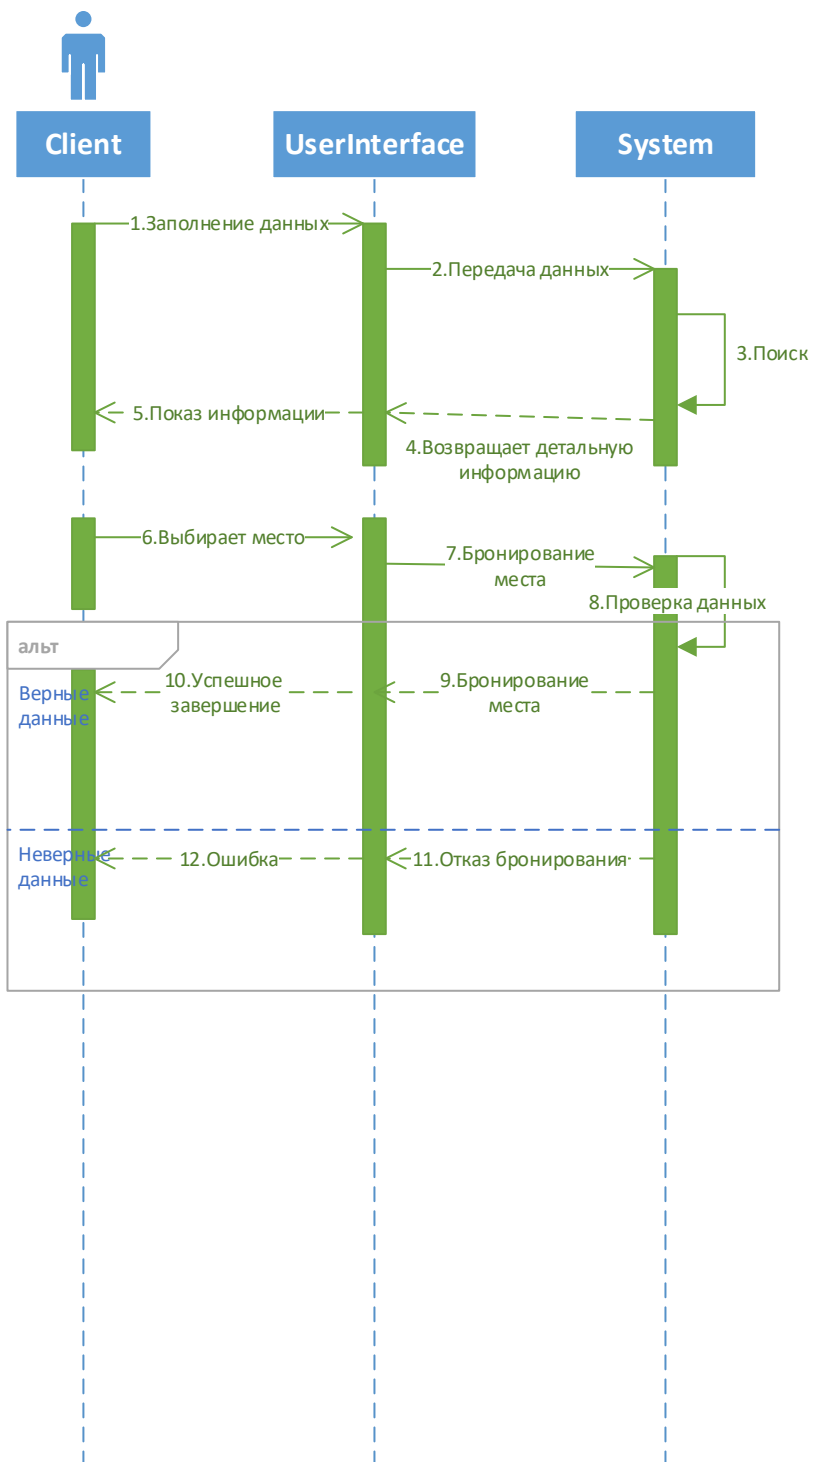 Client
UserInterface
System
1.Заполнение данных
2.Передача данных
3.Поиск
5.Показ информации
4.Возвращает детальную
информацию
6.Выбирает место
7.Бронирование
места
8.Проверка данных
альт
Верные
данные
10.Успешное
завершение
9.Бронирование
места
Неверные
данные
12.Ошибка
11.Отказ бронирования